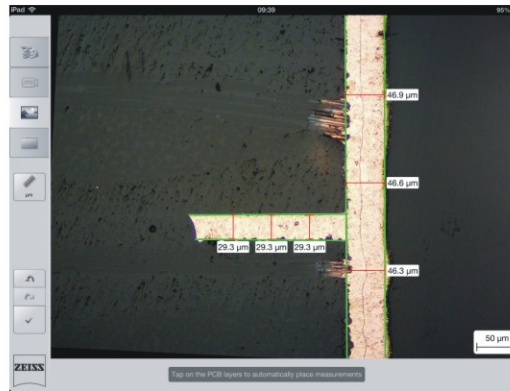 iPad 09:39 95%
46.9 µm
µm
46.6 µm
29.3 µm 29.3 µm 29.3 µm
46.3 µm
50 µm
ZEISS
Tap on the PCB layers to automatically place measurements